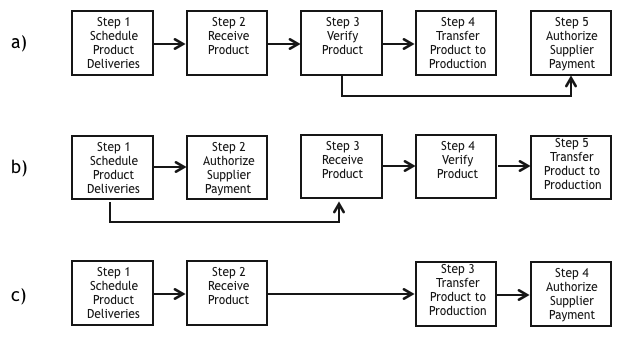 a)
Step 1
Schedule
Product
Deliveries
Step 2
Receive
Product
Step 3
Verify
Product
Step 4
Transfer
Product to
Production
Step 5
Authorize
Supplier
Payment
b)
Step 1
Schedule
Product
Deliveries
Step 2
Authorize
Supplier
Payment
Step 3
Receive
Product
Step 4
Verify
Product
Step 5
Transfer
Product to
Production
c)
Step 1
Schedule
Product
Deliveries
Step 2
Receive
Product
Step 3
Transfer
Product to
Production
Step 4
Authorize
Supplier
Payment